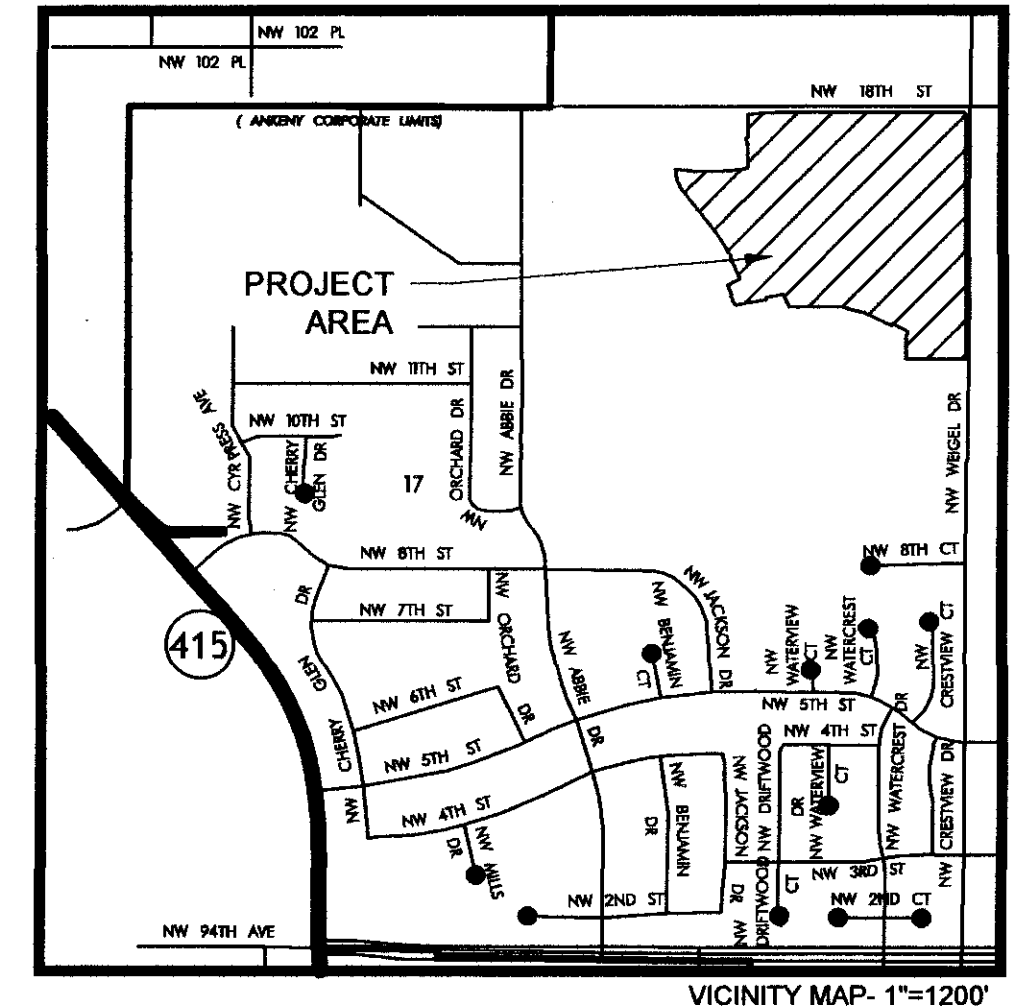 NW 102 PL
NW 102 PL
NW 18TH ST
( ANKENY CORPORATE LIMITS)
PROJECT
AREA
NW 11TH ST
NW CYPRESS AVE
NW 10TH ST
NW CHERRY
GLEN DR
17
ORCHARD DR
NW
NW ABBIE DR
NW WEIGEL DR
NW 8TH ST
NW 8TH CT
415
NW 7TH ST
NW ORCHARD DR
NW JACKSON DR
NW BENJAMIN
CT
NW
WATERVIEW
CT
NW
WATERCREST
CT
NW
CRESTVIEW CT
NW CHERRY GLEN DR
NW 6TH ST
NW ABBIE DR
NW 5TH ST
NW 5TH ST
NW 4TH ST
NW 4TH ST
NW WATERCREST DR
NW CRESTVIEW DR
NW WATERVIEW
CT
NW DRIFTWOOD
DR
NW JACKSON DR
NW BENJAMIN
DR
NW MILLS
DR
NW 3RD ST
NW DRIFTWOOD
CT
NW 2ND ST
NW 2ND CT
NW 94TH AVE
VICINITY MAP- 1"=1200'